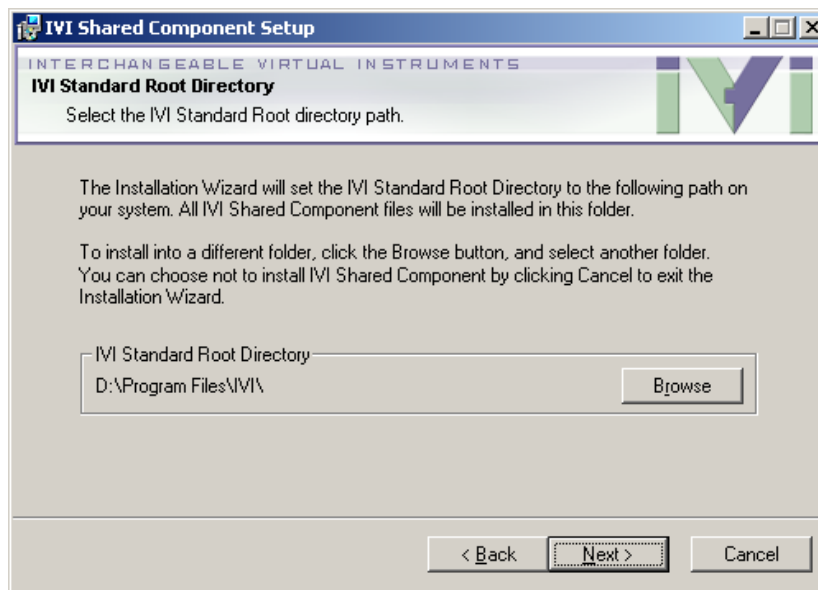 IVI Shared Component Setup
INTERCHANGEABLE VIRTUAL INSTRUMENTS
IVI Standard Root Directory
Select the IVI Standard Root directory path.
IVI
The Installation Wizard will set the IVI Standard Root Directory to the following path on
your system. All IVI Shared Component files will be installed in this folder.
To install into a different folder, click the Browse button, and select another folder.
You can choose not to install IVI Shared Component by clicking Cancel to exit the
Installation Wizard.
IVI Standard Root Directory
D:\Program Files\IVI\
Browse
< Back
Next >
Cancel